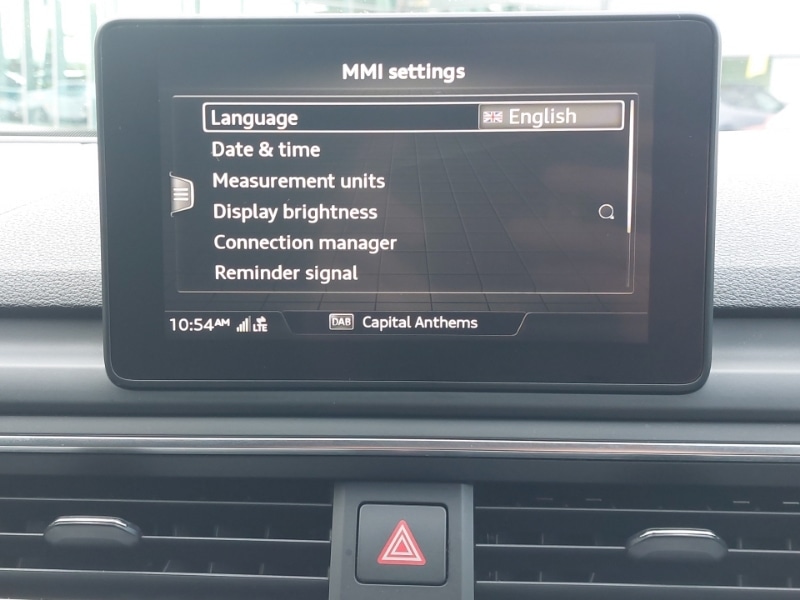 MMI settings
Language English
Date & time
Measurement units
Display brightness
Connection manager
Reminder signal
10:54AM LTE DAB Capital Anthems